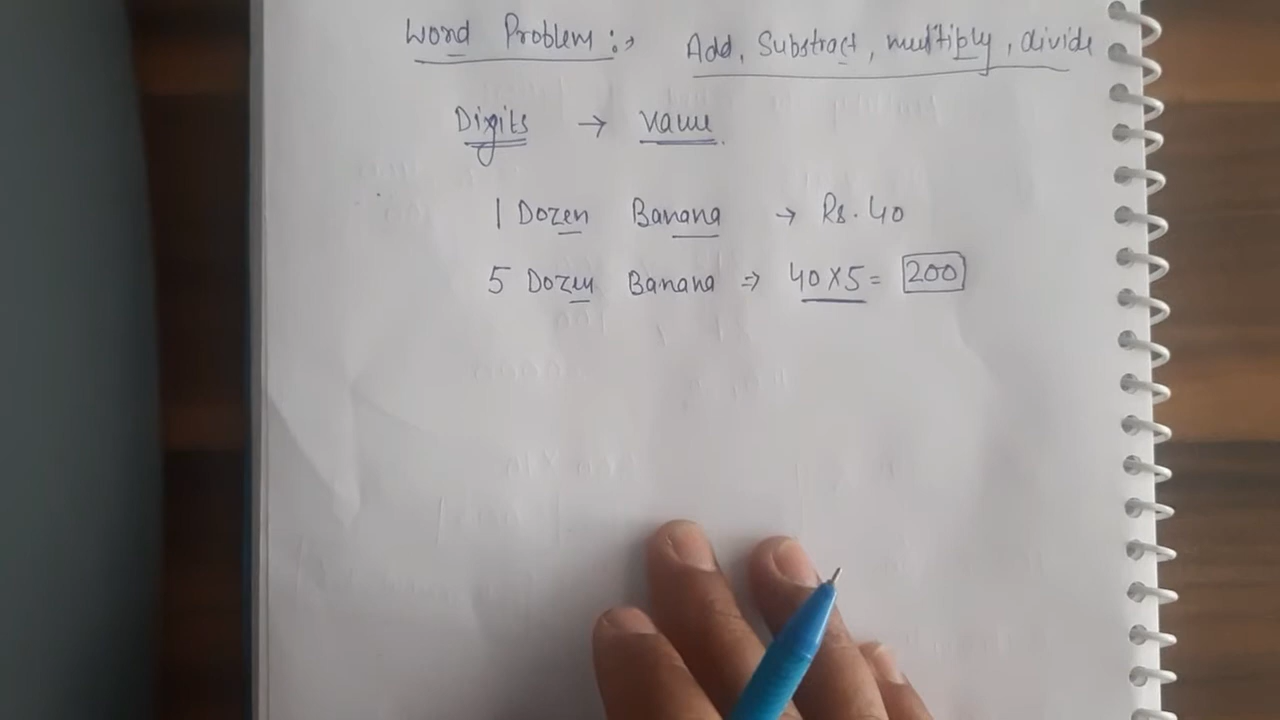 Word Problem :→ Add, Substract, multiply, divide
Digits → Value.
1 Dozen Banana → Rs. 40
5 Dozen Banana ⇒ 40 X 5 = 200